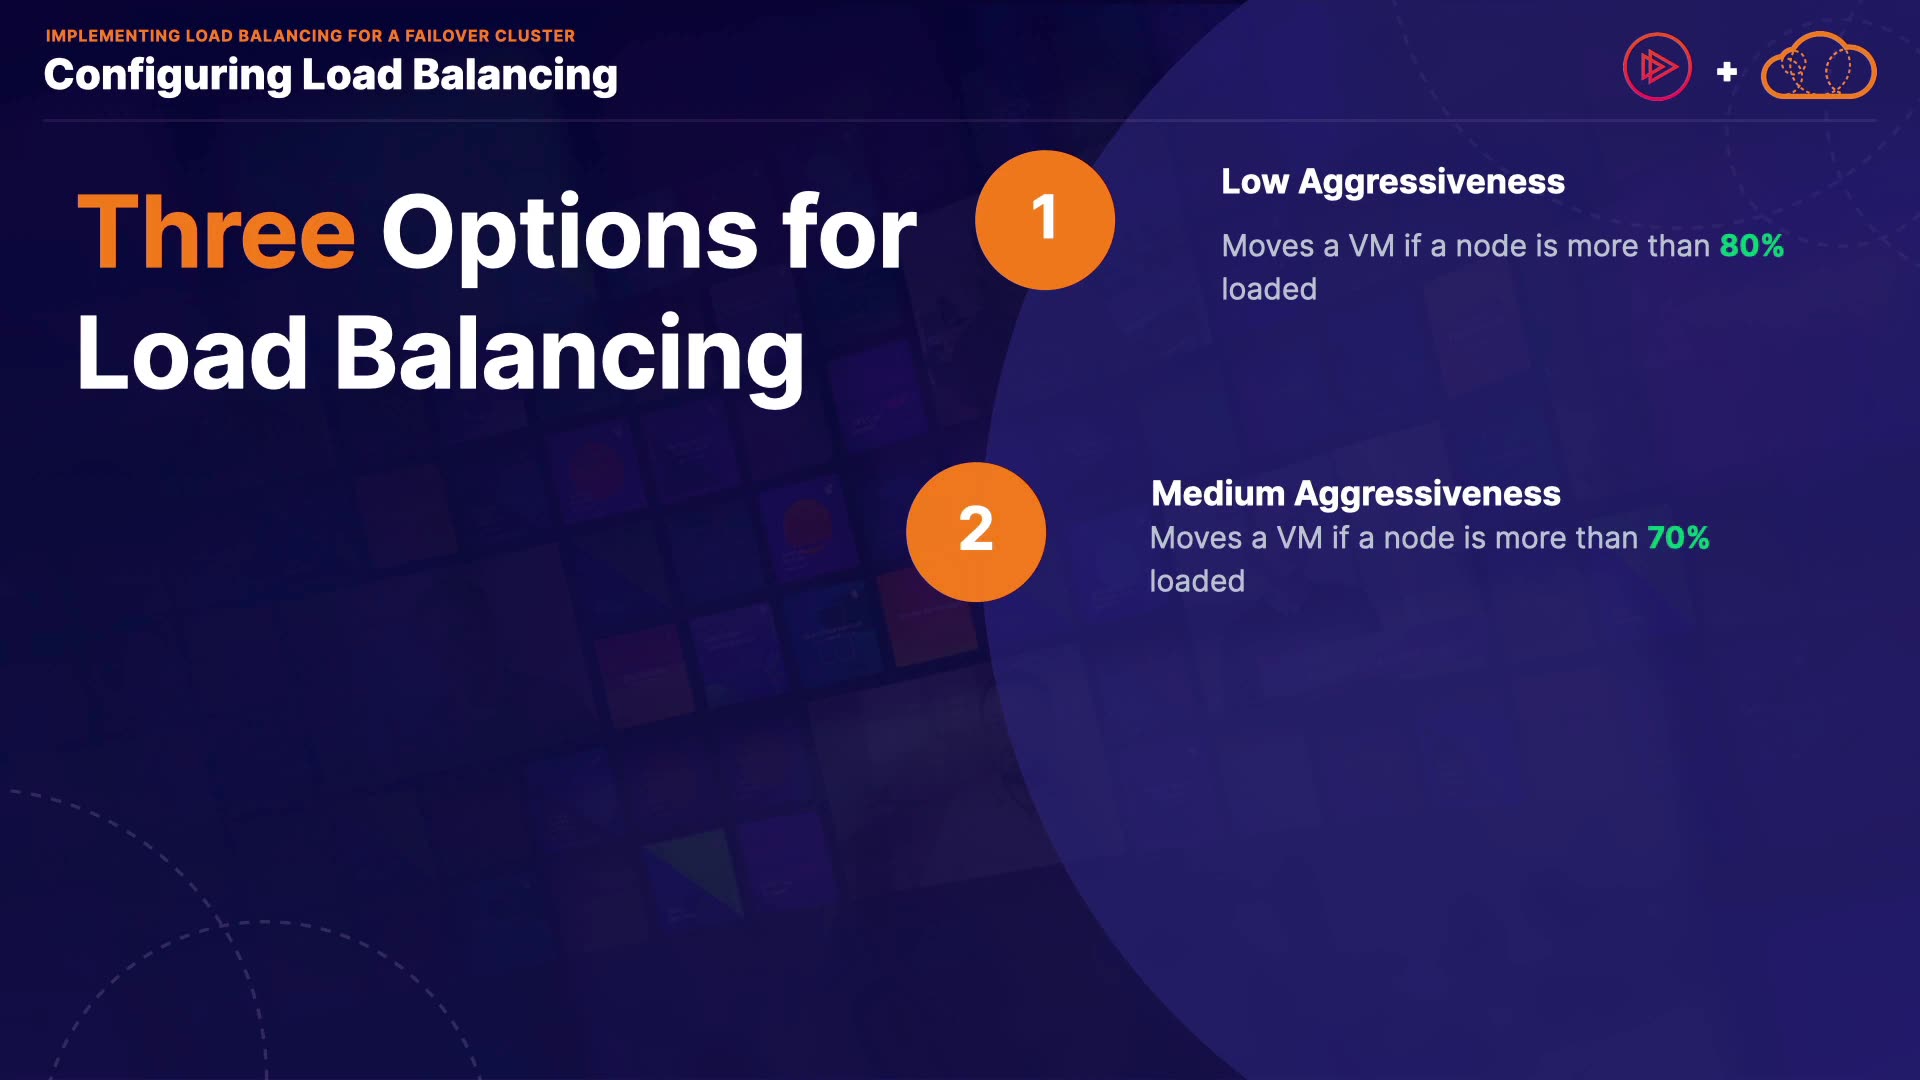 IMPLEMENTING LOAD BALANCING FOR A FAILOVER CLUSTER
Configuring Load Balancing
+
Three Options for
Load Balancing
1
Low Aggressiveness
Moves a VM if a node is more than 80%
loaded
2
Medium Aggressiveness
Moves a VM if a node is more than 70%
loaded